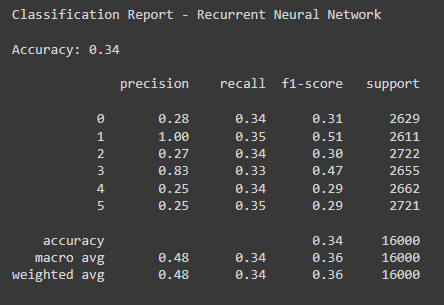 Classification Report - Recurrent Neural Network
Accuracy: 0.34
precision recall f1-score support
0 0.28 0.34 0.31 2629
1 1.00 0.35 0.51 2611
2 0.27 0.34 0.30 2722
3 0.83 0.33 0.47 2655
4 0.25 0.34 0.29 2662
5 0.25 0.35 0.29 2721
accuracy 0.34 16000
macro avg 0.48 0.34 0.36 16000
weighted avg 0.48 0.34 0.36 16000